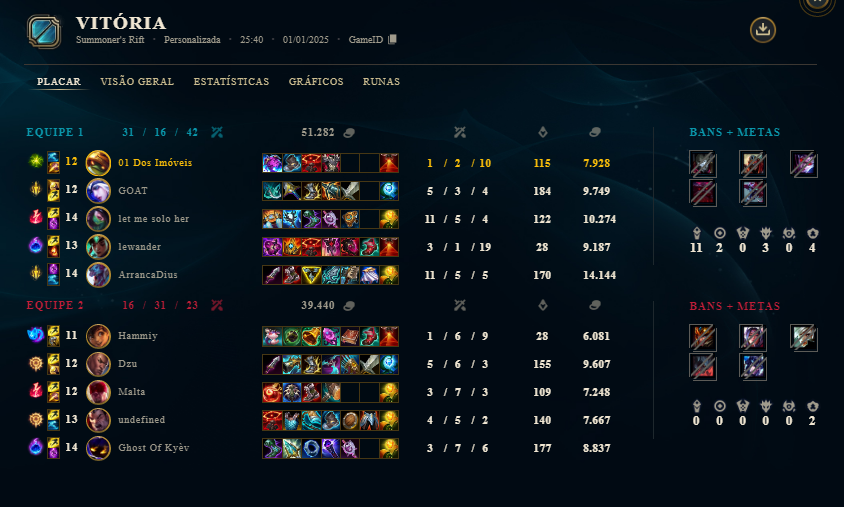 VITÓRIA
Summoner's Rift · Personalizada · 25:40 · 01/01/2025 · GameID
PLACAR VISÃO GERAL ESTATÍSTICAS GRÁFICOS RUNAS
EQUIPE 1 31 / 16 / 42 51.282 BANS + METAS
12 01 Dos Imóveis 1 / 2 / 10 115 7.928
12 GOAT 5 / 3 / 4 184 9.749
14 let me solo her 11 / 5 / 4 122 10.274
13 lewander 3 / 1 / 19 28 9.187
11 2 0 3 0 4
14 ArrancaDius 11 / 5 / 5 170 14.144
EQUIPE 2 16 / 31 / 23 39.440 BANS + METAS
11 Hammiy 1 / 6 / 9 28 6.081
12 Dzu 5 / 6 / 3 155 9.607
12 Malta 3 / 7 / 3 109 7.248
13 undefined 4 / 5 / 2 140 7.667
0 0 0 0 0 2
14 Ghost Of Kyèv 3 / 7 / 6 177 8.837